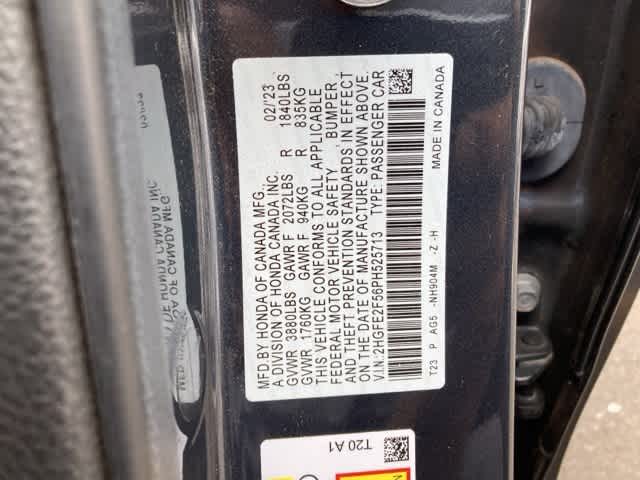 MFD BY HONDA OF CANADA MFG., 02/'23
A DIVISION OF HONDA CANADA INC.
GVWR 3880LBS GAWR F 2072LBS R 1840LBS
GVWR 1760KG GAWR F 940KG R 835KG
THIS VEHICLE CONFORMS TO ALL APPLICABLE
FEDERAL MOTOR VEHICLE SAFETY, BUMPER,
AND THEFT PREVENTION STANDARDS, IN EFFECT
ON THE DATE OF MANUFACTURE SHOWN ABOVE.
V.I.N.: 2HGFE2F56PH525713 TYPE: PASSENGER CAR
T23 P AG5 -NH904M -Z -H MADE IN CANADA
T20 A1